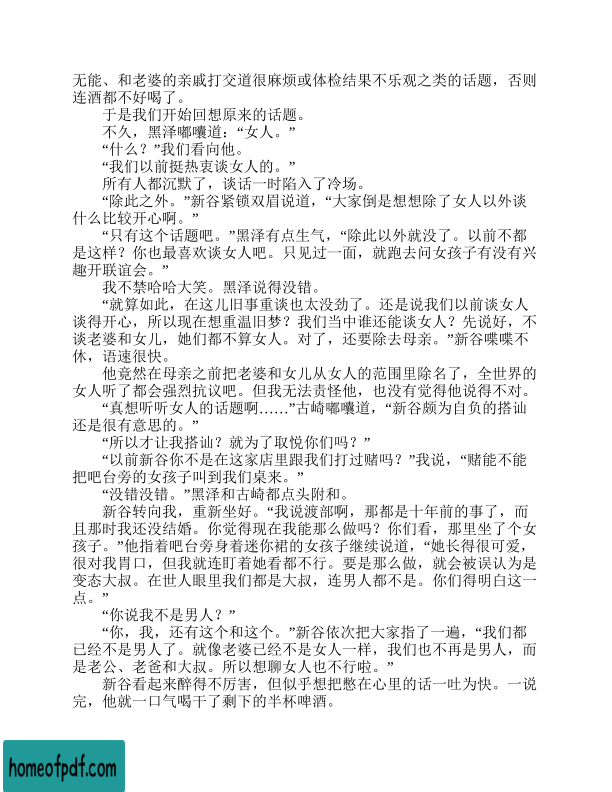 无能、和老婆的亲戚打交道很麻烦或体检结果不乐观之类的话题，否则
连酒都不好喝了。
于是我们开始回想原来的话题。
不久，黑泽嘟囔道：“女人。”
“什么？”我们看向他。
“我们以前挺热衷谈女人的。”
所有人都沉默了，谈话一时陷入了冷场。
“除此之外。”新谷紧锁双眉说道，“大家倒是想想除了女人以外谈
什么比较开心啊。”
“只有这个话题吧。”黑泽有点生气，“除此以外就没了。以前不都
是这样？你也最喜欢谈女人吧。只见过一面，就跑去问女孩子有没有兴
趣开联谊会。”
我不禁哈哈大笑。黑泽说得没错。
“就算如此，在这儿旧事重谈也太没劲了。还是说我们以前谈女人
谈得开心，所以现在想重温旧梦？我们当中谁还能谈女人？先说好，不
谈老婆和女儿，她们都不算女人。对了，还要除去母亲。”新谷喋喋不
休，语速很快。
他竟然在母亲之前把老婆和女儿从女人的范围里除名了，全世界的
女人听了都会强烈抗议吧。但我无法责怪他，也没有觉得他说得不对。
“真想听听女人的话题啊……”古崎嘟囔道，“新谷颇为自负的搭讪
还是很有意思的。”
“所以才让我搭讪？就为了取悦你们吗？”
“以前新谷你不是在这家店里跟我们打过赌吗？”我说，“赌能不能
把吧台旁的女孩子叫到我们桌来。”
“没错没错。”黑泽和古崎都点头附和。
新谷转向我，重新坐好。“我说渡部啊，那都是十年前的事了，而
且那时我还没结婚。你觉得现在我能那么做吗？你们看，那里坐了个女
孩子。”他指着吧台旁身着迷你裙的女孩子继续说道，“她长得很可爱，
很对我胃口，但我就连盯着她看都不行。要是那么做，就会被误认为是
变态大叔。在世人眼里我们都是大叔，连男人都不是。你们得明白这一
点。”
“你说我不是男人？”
“你，我，还有这个和这个。”新谷依次把大家指了一遍，“我们都
已经不是男人了。就像老婆已经不是女人一样，我们也不再是男人，而
是老公、老爸和大叔。所以想聊女人也不行啦。”
新谷看起来醉得不厉害，但似乎想把憋在心里的话一吐为快。一说
完，他就一口气喝干了剩下的半杯啤酒。
homeofpdf.com